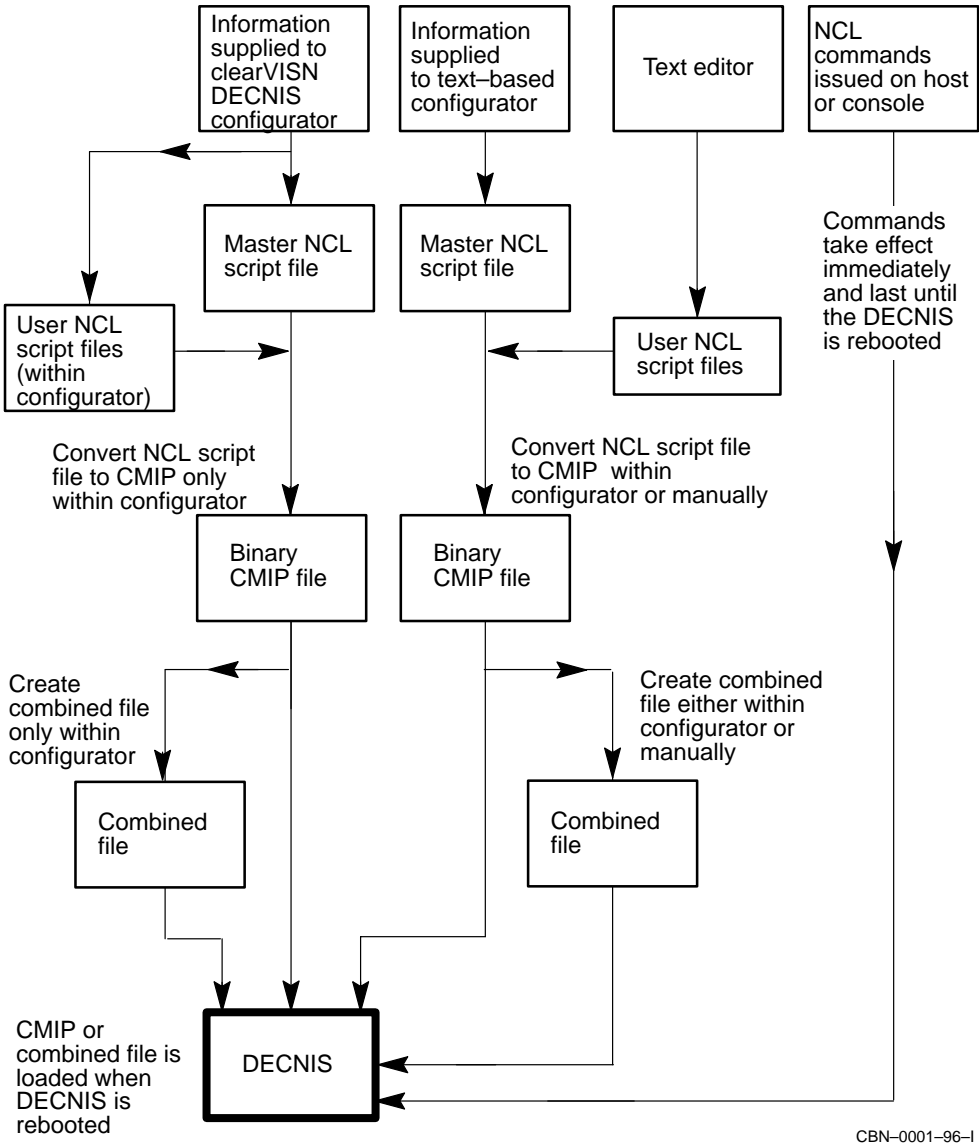 Information
supplied to
clearVISN
DECNIS
configurator
Information
supplied
to text–based
configurator
Text editor
NCL
commands
issued on host
or console
Master NCL
script file
Master NCL
script file
Commands
take effect
immediately
and last until
the DECNIS
is rebooted
User NCL
script files
(within
configurator)
User NCL
script files
Convert NCL script
file to CMIP only
within configurator
Convert NCL script file
to CMIP within
configurator or manually
Binary
CMIP file
Binary
CMIP file
Create
combined file
only within
configurator
Create combined
file either within
configurator or
manually
Combined
file
Combined
file
CMIP or
combined file is
loaded when
DECNIS is
rebooted
DECNIS
CBN–0001–96–I